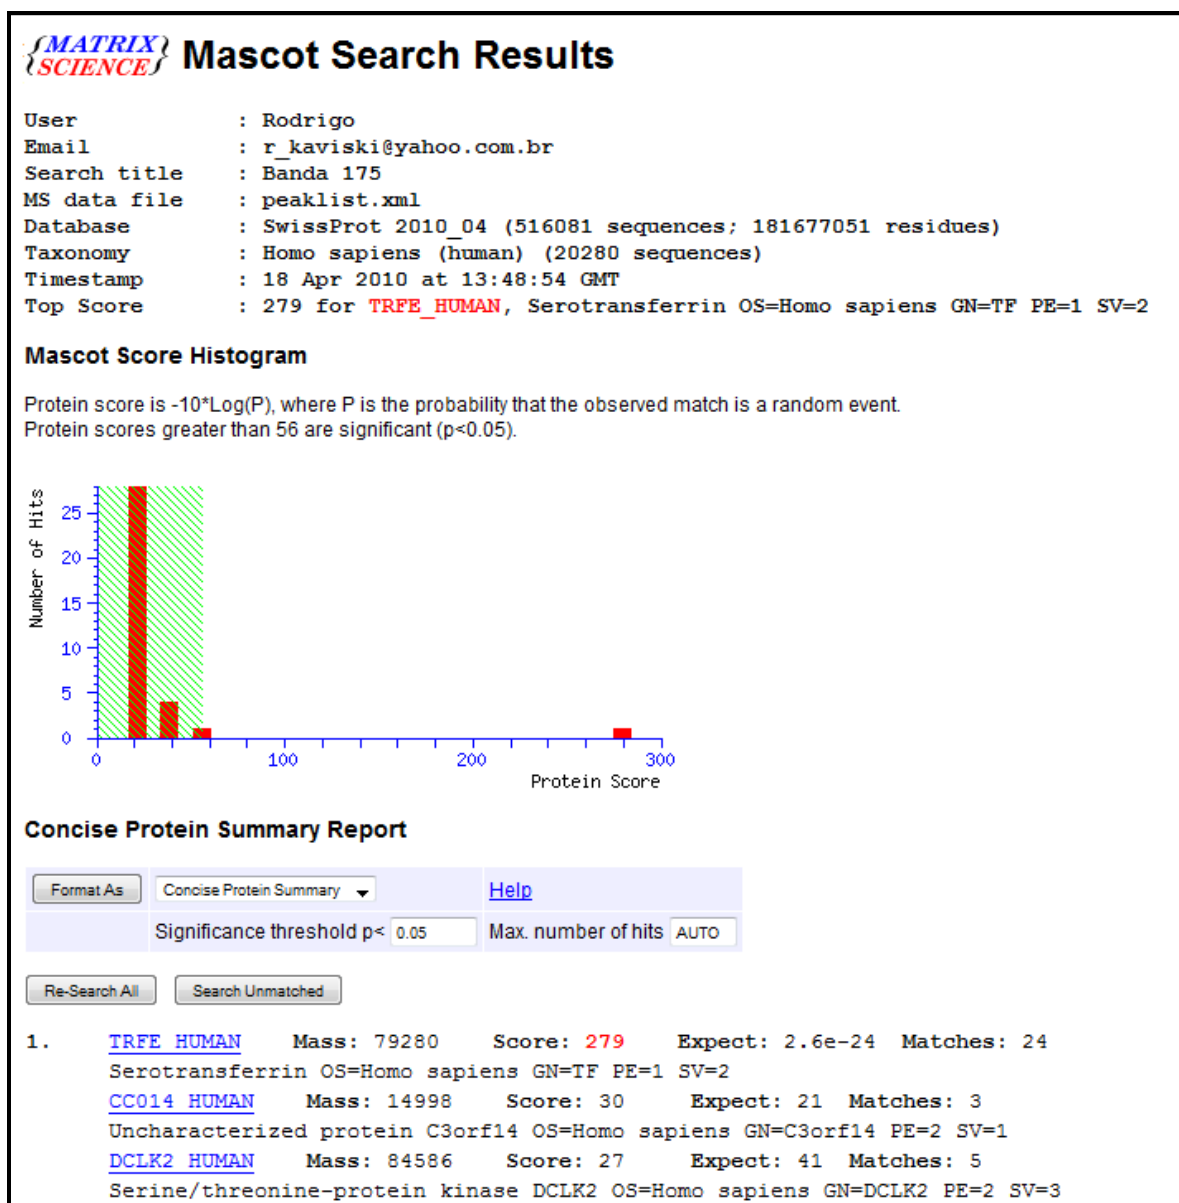 {MATRIX SCIENCE} Mascot Search Results
User : Rodrigo
Email : r_kaviski@yahoo.com.br
Search title : Banda 175
MS data file : peaklist.xml
Database : SwissProt 2010_04 (516081 sequences; 181677051 residues)
Taxonomy : Homo sapiens (human) (20280 sequences)
Timestamp : 18 Apr 2010 at 13:48:54 GMT
Top Score : 279 for TRFE_HUMAN, Serotransferrin OS=Homo sapiens GN=TF PE=1 SV=2
Mascot Score Histogram
Protein score is -10*Log(P), where P is the probability that the observed match is a random event.
Protein scores greater than 56 are significant (p<0.05).
Number of Hits
25
20
15
10
5
0
0 100 200 300
Protein Score
Concise Protein Summary Report
Format As Concise Protein Summary Help
Significance threshold p< 0.05 Max. number of hits AUTO
Re-Search All Search Unmatched
1. TRFE_HUMAN Mass: 79280 Score: 279 Expect: 2.6e-24 Matches: 24
Serotransferrin OS=Homo sapiens GN=TF PE=1 SV=2
CC014_HUMAN Mass: 14998 Score: 30 Expect: 21 Matches: 3
Uncharacterized protein C3orf14 OS=Homo sapiens GN=C3orf14 PE=2 SV=1
DCLK2_HUMAN Mass: 84586 Score: 27 Expect: 41 Matches: 5
Serine/threonine-protein kinase DCLK2 OS=Homo sapiens GN=DCLK2 PE=2 SV=3